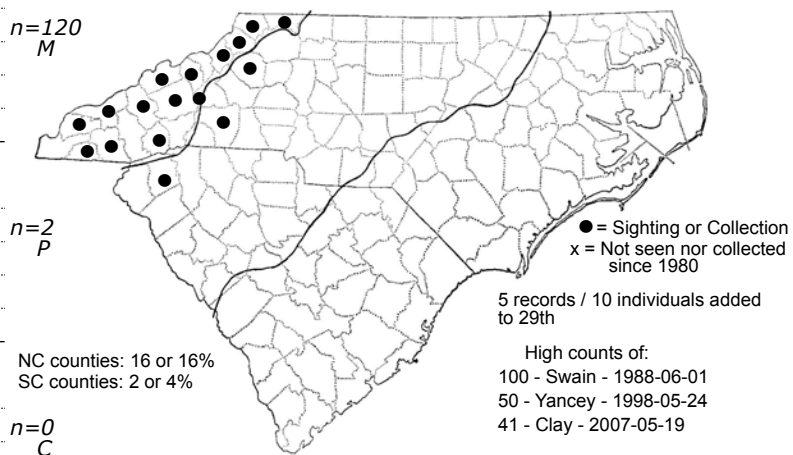 n=120
M
n=2
P
n=0
C
● = Sighting or Collection
x = Not seen nor collected
since 1980
5 records / 10 individuals added
to 29th
NC counties: 16 or 16%
SC counties: 2 or 4%
High counts of:
100 - Swain - 1988-06-01
50 - Yancey - 1998-05-24
41 - Clay - 2007-05-19